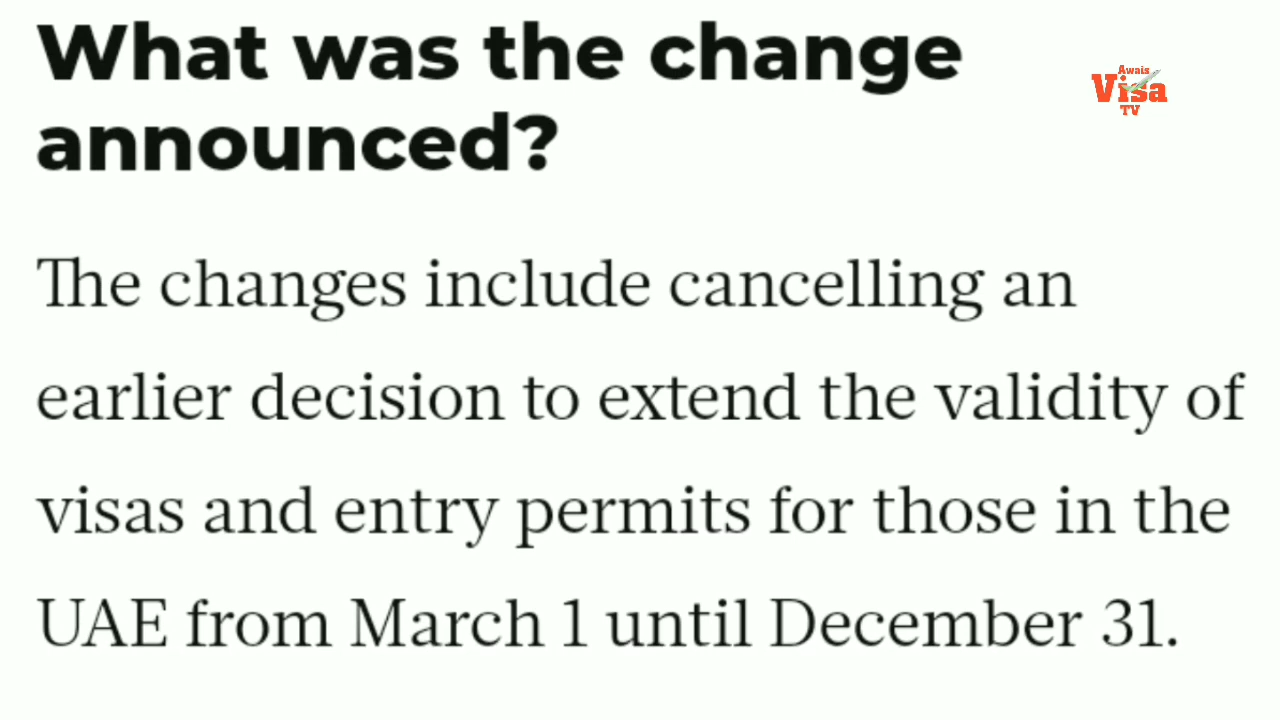 What was the change
announced?
Awais
Visa
TV
The changes include cancelling an
earlier decision to extend the validity of
visas and entry permits for those in the
UAE from March 1 until December 31.